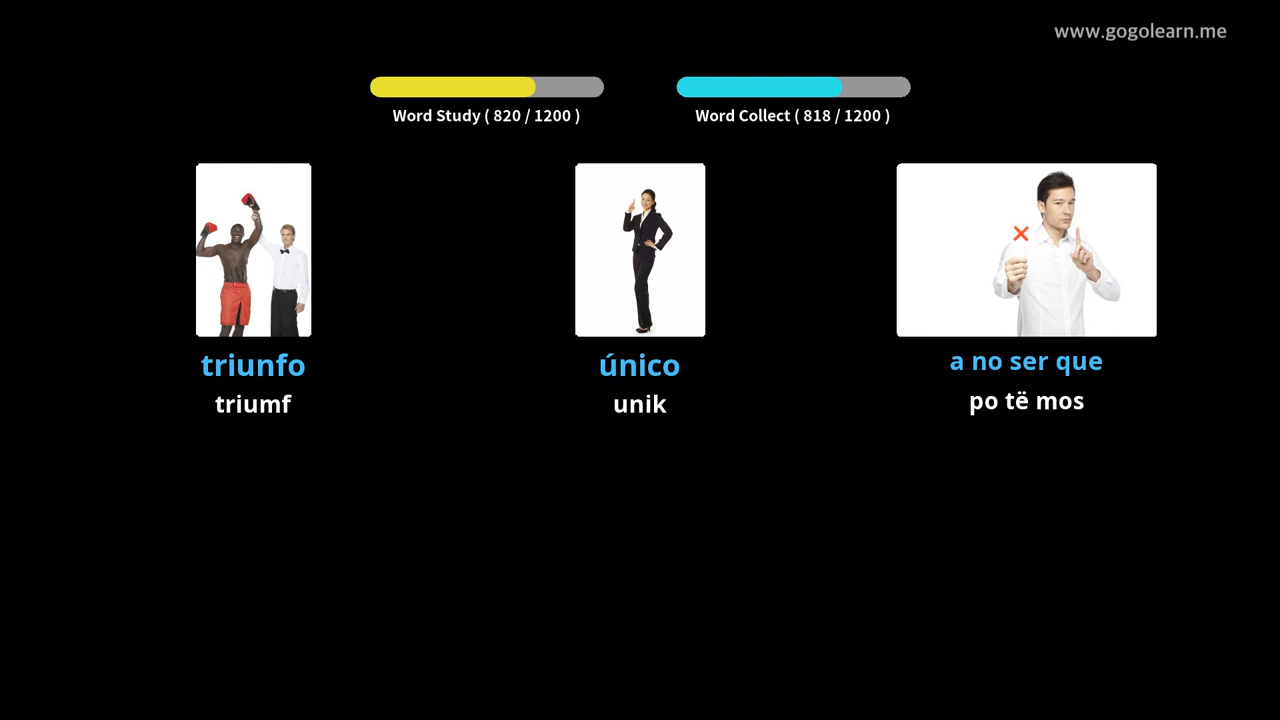 www.gogolearn.me
Word Study ( 820 / 1200 )
Word Collect ( 818 / 1200 )
triunfo
triumf
único
unik
a no ser que
po të mos